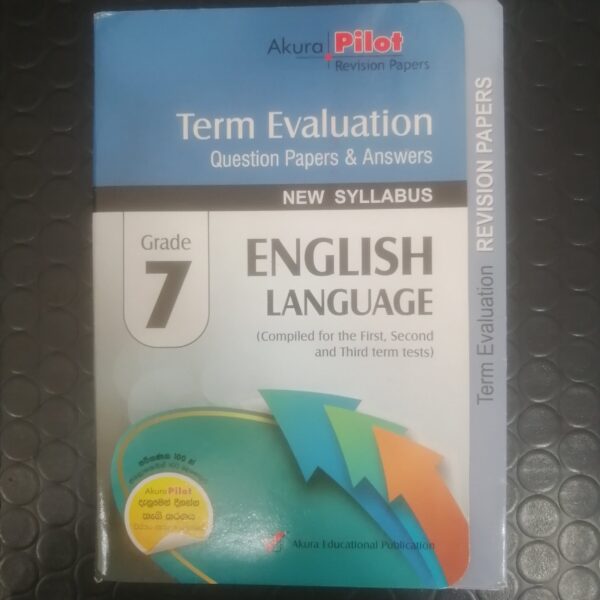 Akura Pilot
Revision Papers
Term Evaluation
Question Papers & Answers
NEW SYLLABUS
Grade
7
ENGLISH
LANGUAGE
(Compiled for the First, Second
and Third term tests)
Term Evaluation REVISION PAPERS
Akura Pilot
Akura Educational Publication